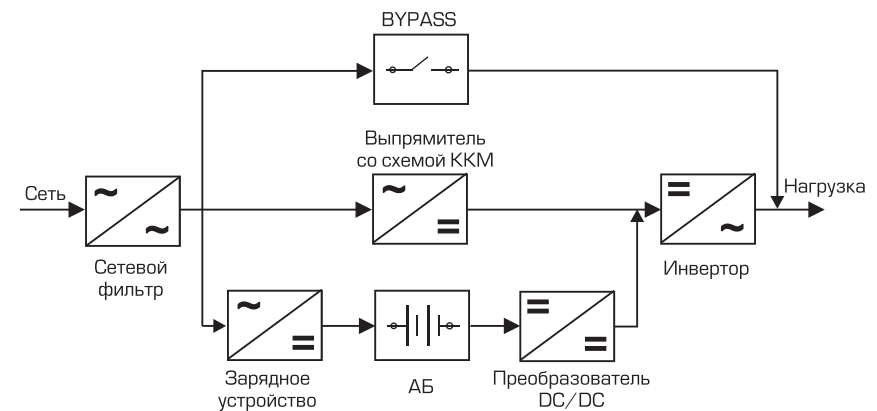 BYPASS
Выпрямитель
со схемой ККМ
Сеть
Нагрузка
Сетевой
фильтр
Инвертор
Зарядное
устройство
АБ
Преобразователь
DC/DC